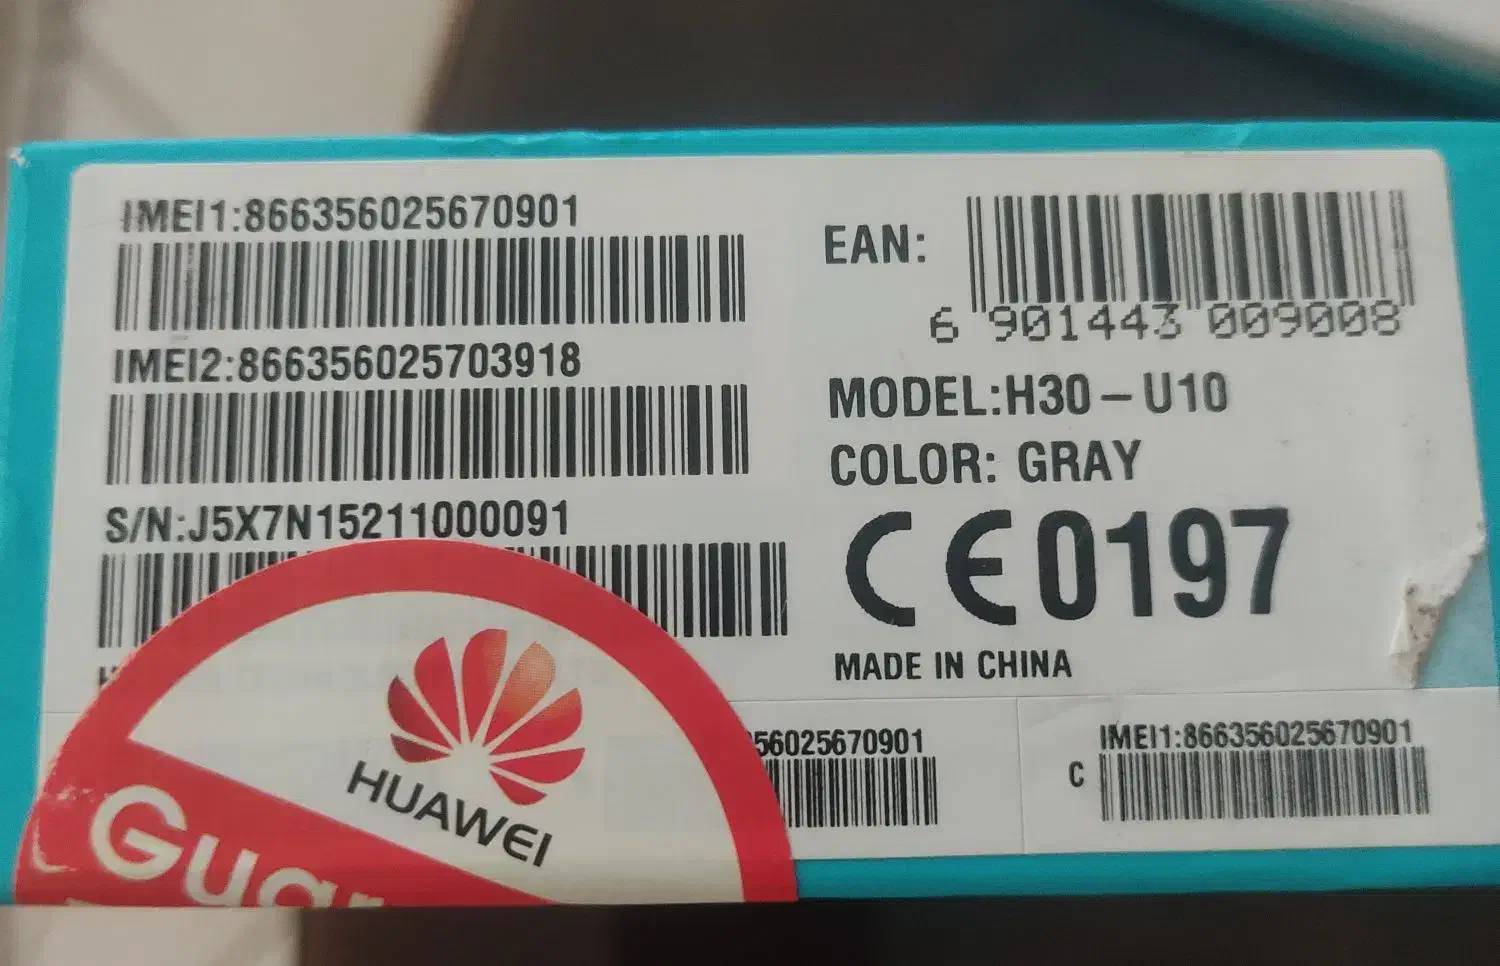 IMEI1:866356025670901
IMEI2:866356025703918
S/N:J5X7N15211000091
EAN:
6 901443 009008
MODEL:H30-U10
COLOR: GRAY
CE0197
MADE IN CHINA
56025670901
C IMEI1:866356025670901
HUAWEI
Guar